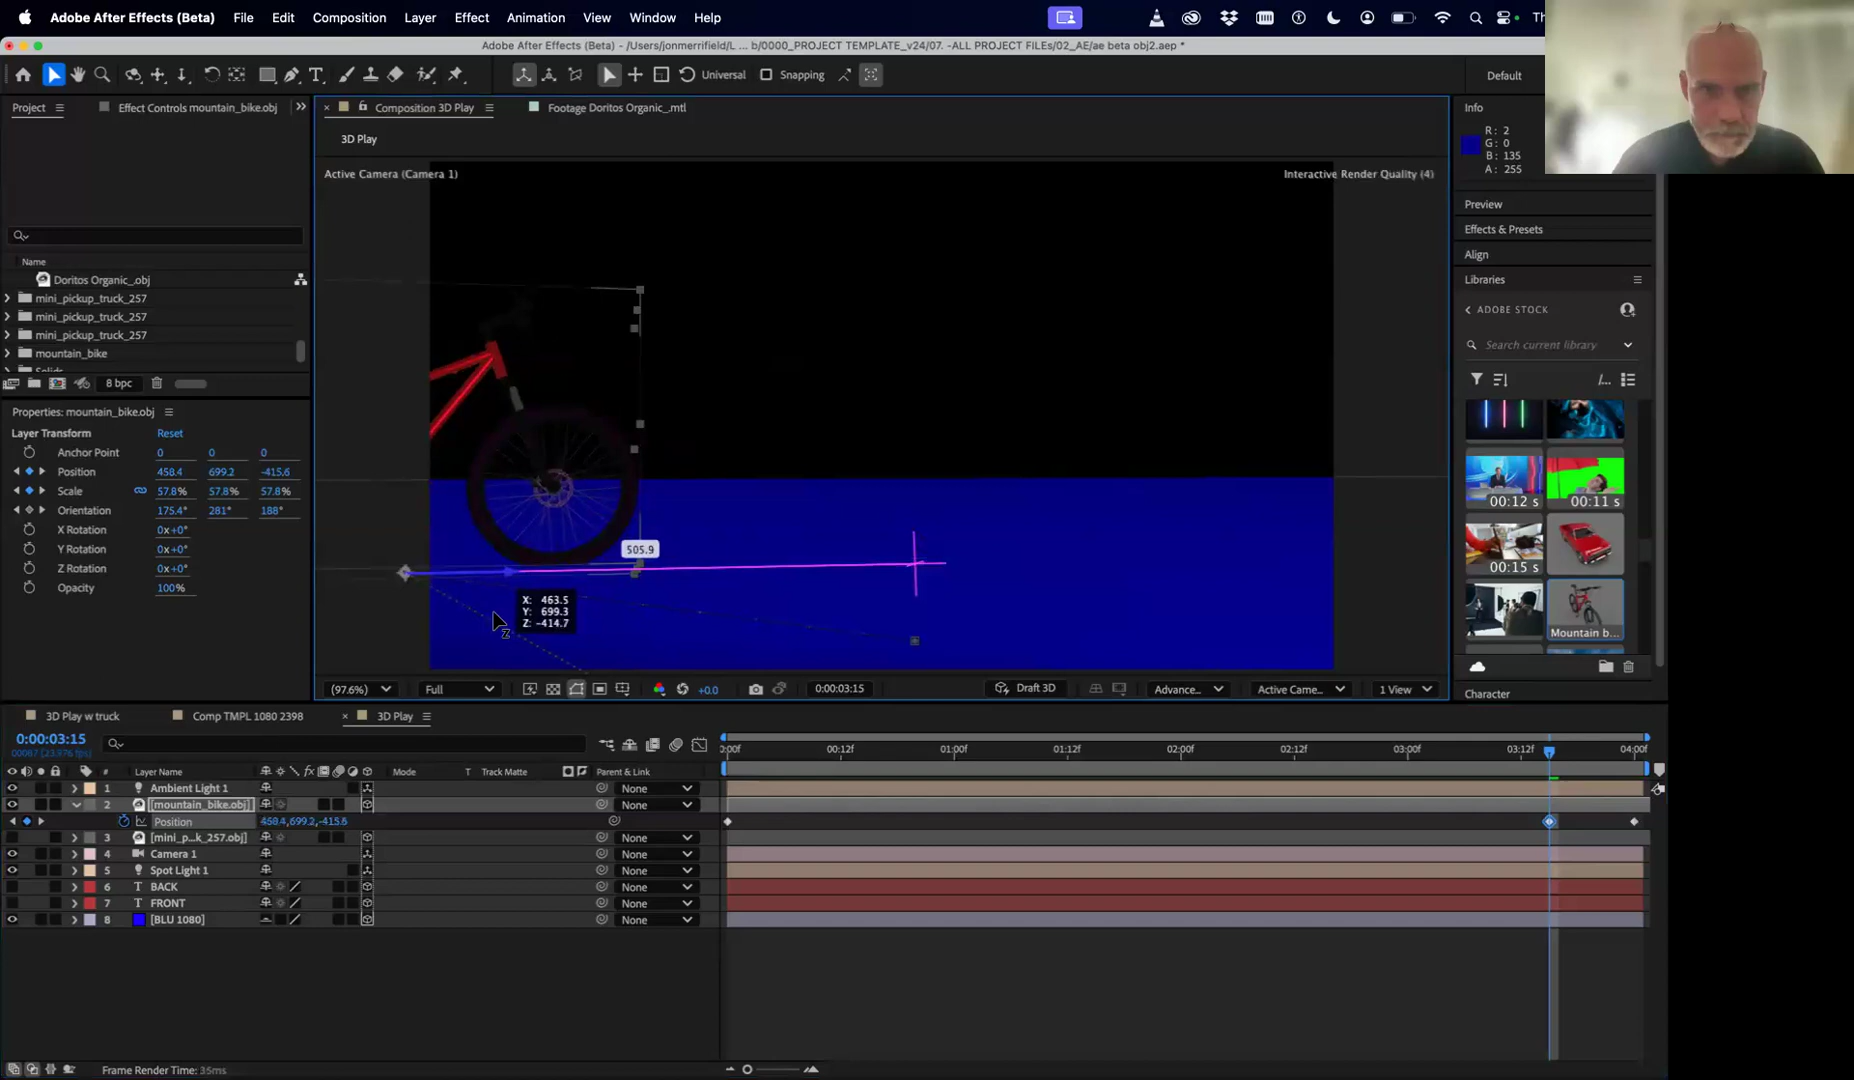 Adobe After Effects (Beta) File Edit Composition Layer Effect Animation View Window Help
Adobe After Effects (Beta) - /Users/jonmerrifield/L ... b/0000_PROJECT TEMPLATE_v24/07. -ALL PROJECT FILEs/02_AE/ae beta obj2.aep *
Universal Snapping Default
Project Effect Controls mountain_bike.obj
Composition 3D Play Footage Doritos Organic_.mtl
3D Play
Active Camera (Camera 1)
Interactive Render Quality (4)
Name
Doritos Organic_.obj
mini_pickup_truck_257
mini_pickup_truck_257
mini_pickup_truck_257
mountain_bike
8 bpc
Properties: mountain_bike.obj
Layer Transform Reset
Anchor Point 0 0 0
Position 458.4 699.2 -415.6
Scale 57.8% 57.8% 57.8%
Orientation 175.4° 281° 188°
X Rotation 0x+0°
Y Rotation 0x+0°
Z Rotation 0x+0°
Opacity 100%
505.9
X: 463.5
Y: 699.3
Z: -414.7
z
(97.6%) Full +0.0 0:00:03:15 Draft 3D Advance... Active Came... 1 View
Info
R: 2
G: 0
B: 135
A: 255
Preview
Effects & Presets
Align
Libraries
ADOBE STOCK
Search current library
00:12 s
00:11 s
00:15 s
Mountain b...
Character
3D Play w truck Comp TMPL 1080 2398 3D Play
0:00:03:15
00087 (23.976 fps)
:00f 00:12f 01:00f 01:12f 02:00f 02:12f 03:00f 03:12f 04:00f
# Layer Name Mode T Track Matte Parent & Link
1 Ambient Light 1 None
2 [mountain_bike.obj] None
Position 458.4,699.2,-415.6
3 [mini_p...k_257.obj] None
4 Camera 1 None
5 Spot Light 1 None
6 T BACK None
7 T FRONT None
8 [BLU 1080] None
Frame Render Time: 35ms